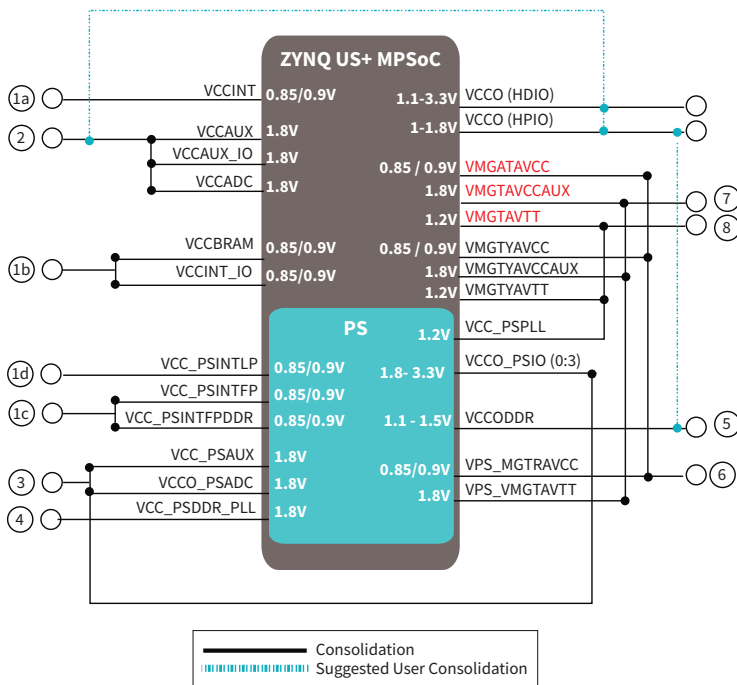 ZYNQ US+ MPSoC
1a
VCCINT
0.85/0.9V
1.1-3.3V
VCCO (HDIO)
2
VCCAUX
1.8V
1-1.8V
VCCO (HPIO)
VCCAUX_IO
1.8V
VCCADC
1.8V
0.85 / 0.9V
VMGATAVCC
1.8V
VMGTAVCCAUX
7
1.2V
VMGTAVTT
8
1b
VCCBRAM
0.85/0.9V
0.85 / 0.9V
VMGTYAVCC
VCCINT_IO
0.85/0.9V
1.8V
VMGTYAVCCAUX
1.2V
VMGTYAVTT
PS
1.2V
VCC_PSPLL
1d
VCC_PSINTLP
0.85/0.9V
1.8- 3.3V
VCCO_PSIO (0:3)
1c
VCC_PSINTFP
0.85/0.9V
VCC_PSINTFPDDR
0.85/0.9V
1.1 - 1.5V
VCCODDR
5
3
VCC_PSAUX
1.8V
VCCO_PSADC
1.8V
0.85/0.9V
VPS_MGTRAVCC
6
4
VCC_PSDDR_PLL
1.8V
1.8V
VPS_VMGTAVTT
Consolidation
Suggested User Consolidation